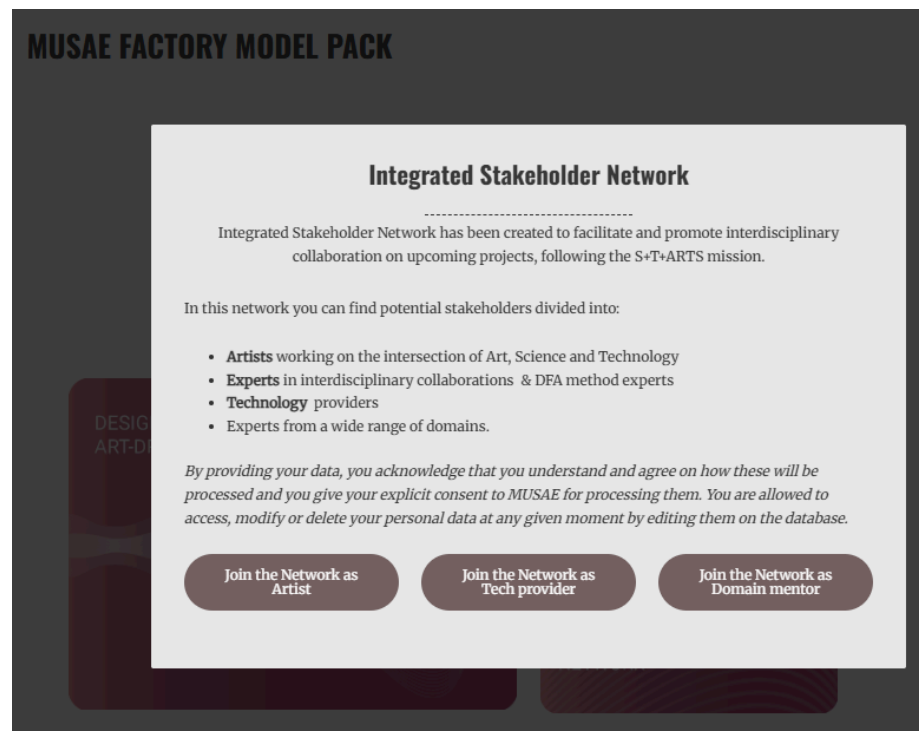 MUSAE FACTORY MODEL PACK
Integrated Stakeholder Network
------------------------------------
Integrated Stakeholder Network has been created to facilitate and promote interdisciplinary
collaboration on upcoming projects, following the S+T+ARTS mission.
In this network you can find potential stakeholders divided into:
• Artists working on the intersection of Art, Science and Technology
• Experts in interdisciplinary collaborations & DFA method experts
• Technology providers
• Experts from a wide range of domains.
By providing your data, you acknowledge that you understand and agree on how these will be
processed and you give your explicit consent to MUSAE for processing them. You are allowed to
access, modify or delete your personal data at any given moment by editing them on the database.
Join the Network as
Artist
Join the Network as
Tech provider
Join the Network as
Domain mentor